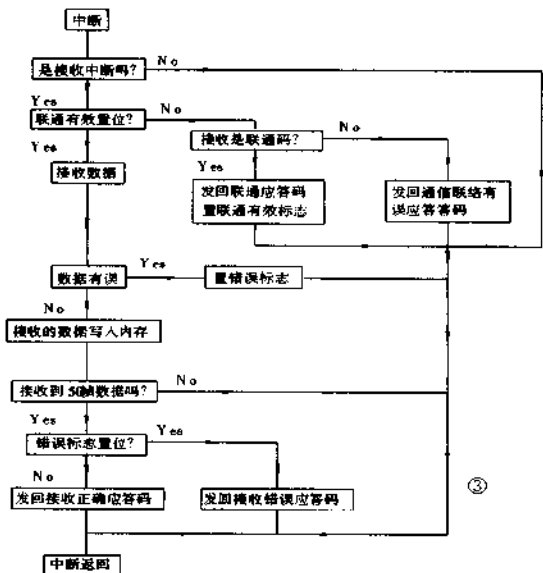 中断
是接收中断吗？
No
Yes
联通有效置位？
No
接收是联通码？
No
Yes
接收数据
Yes
发回联通应答码
置联通有效标志
发回通信联络有
误应答答码
数据有误
Yes
置错误标志
No
接收的数据写入内存
接收到50帧数据吗？
No
Yes
错误标志置位？
Yes
No
发回接收正确应答码
发回接收错误应答码
③
中断返回